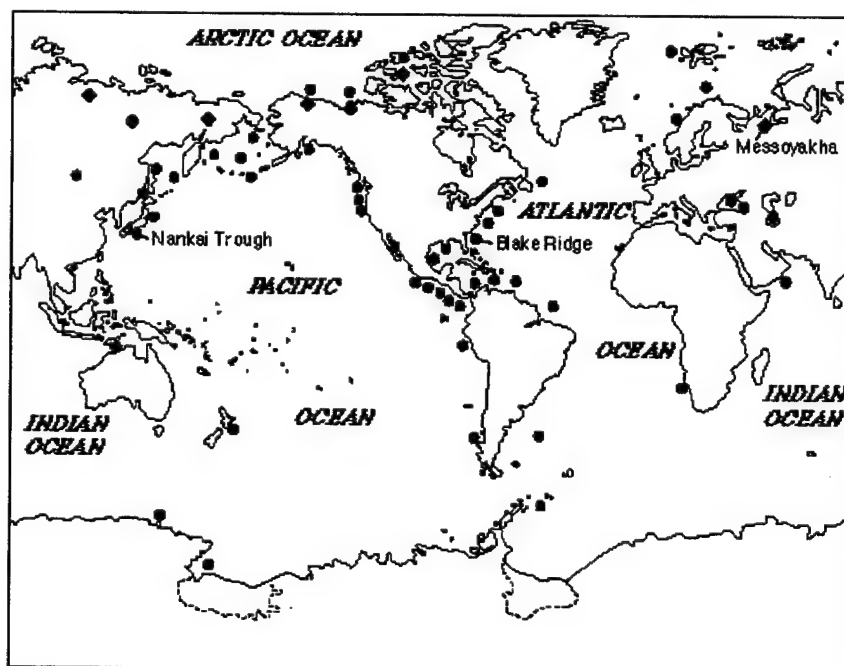 ARCTIC OCEAN
Messoyakha
ATLANTIC
Nankai Trough
Blake Ridge
PACIFIC
OCEAN
INDIAN
OCEAN
OCEAN
INDIAN
OCEAN